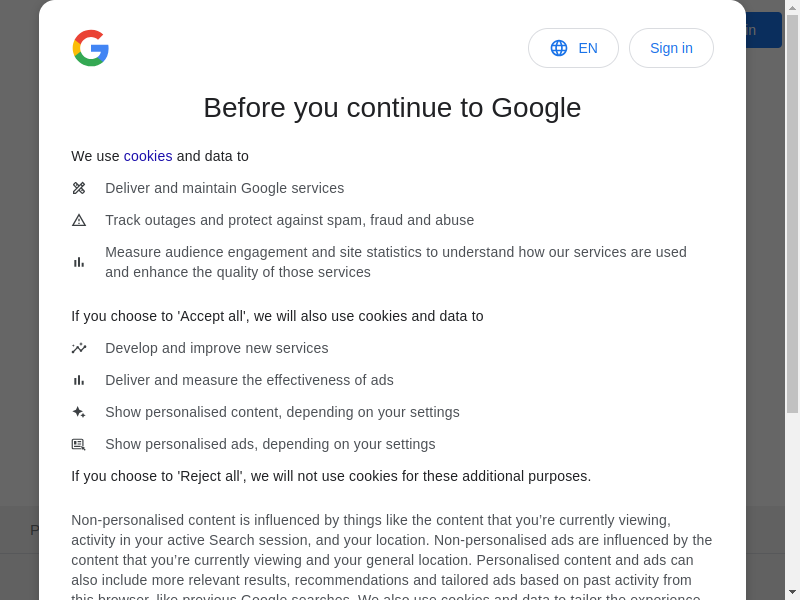 EN
Sign in
in
Before you continue to Google
We use cookies and data to
Deliver and maintain Google services
Track outages and protect against spam, fraud and abuse
Measure audience engagement and site statistics to understand how our services are used
and enhance the quality of those services
If you choose to 'Accept all', we will also use cookies and data to
Develop and improve new services
Deliver and measure the effectiveness of ads
Show personalised content, depending on your settings
Show personalised ads, depending on your settings
If you choose to 'Reject all', we will not use cookies for these additional purposes.
Non-personalised content is influenced by things like the content that you’re currently viewing,
activity in your active Search session, and your location. Non-personalised ads are influenced by the
content that you’re currently viewing and your general location. Personalised content and ads can
also include more relevant results, recommendations and tailored ads based on past activity from
this browser, like previous Google searches. We also use cookies and data to tailor the experience